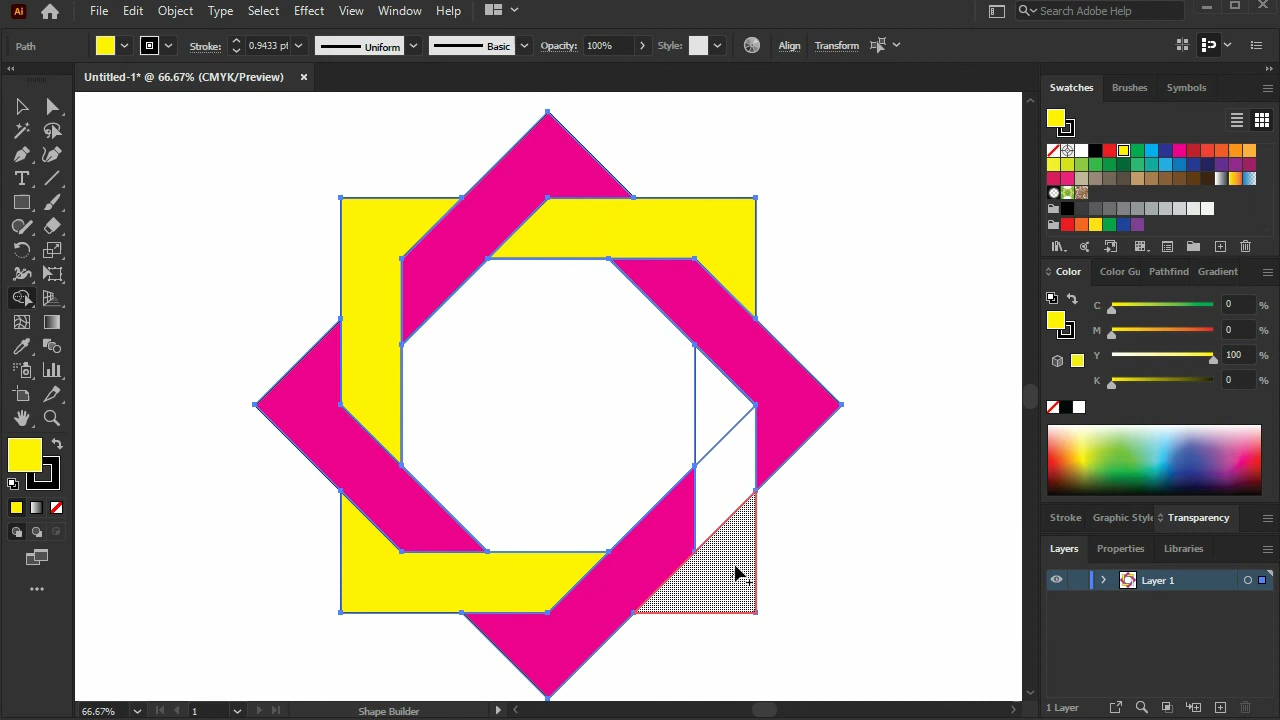 Ai File Edit Object Type Select Effect View Window Help Search Adobe Help
Path Stroke: 0.9433 pt Uniform Basic Opacity: 100% Style: Align Transform
Untitled-1* @ 66.67% (CMYK/Preview)
Swatches Brushes Symbols
Color Color Gu Pathfind Gradient
C 0 %
M 0 %
Y 100 %
K 0 %
Stroke Graphic Style Transparency
Layers Properties Libraries
Layer 1
1 Layer
66.67% 1 Shape Builder